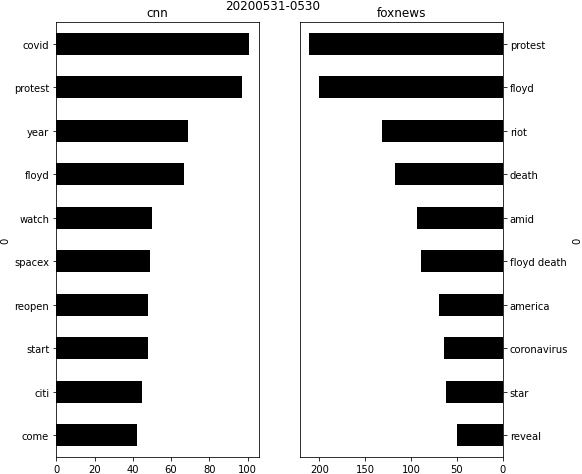 20200531-0530
cnn
foxnews
covid
protest
year
floyd
watch
spacex
reopen
start
citi
come
0
0 20 40 60 80 100
protest
floyd
riot
death
amid
floyd death
america
coronavirus
star
reveal
0
200 150 100 50 0